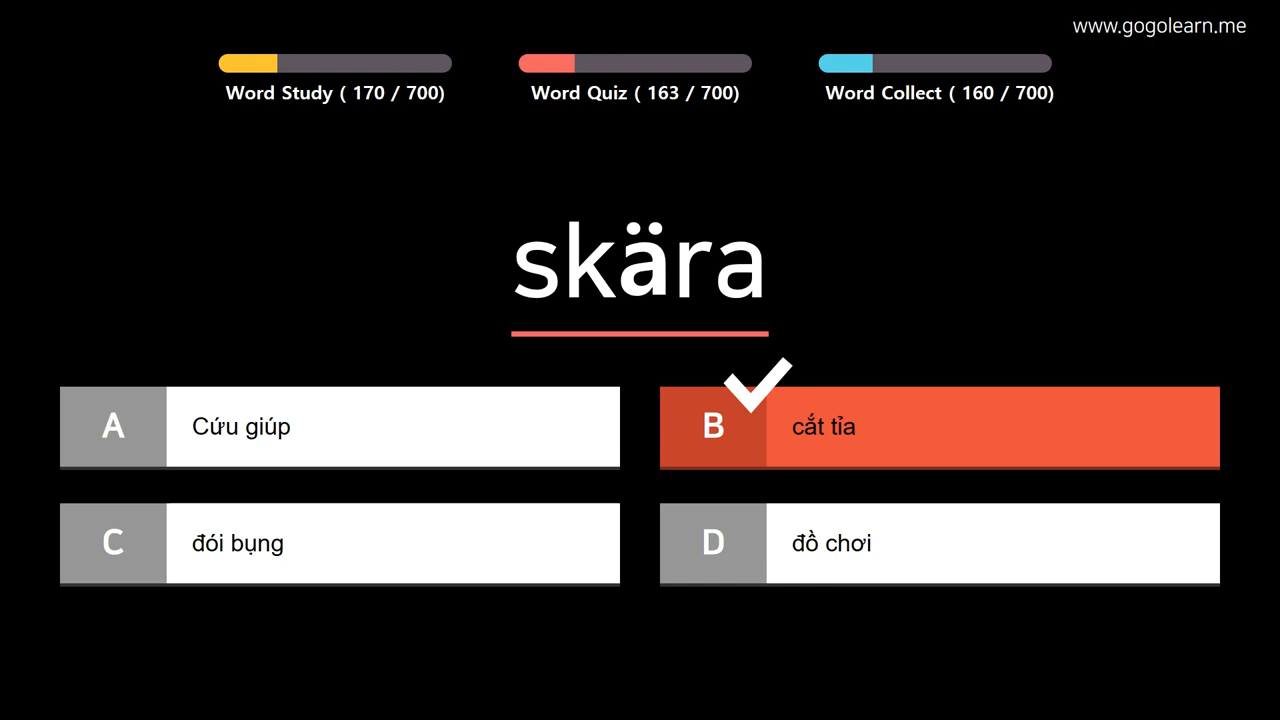 www.gogolearn.me
Word Study ( 170 / 700)
Word Quiz ( 163 / 700)
Word Collect ( 160 / 700)
skära
A Cứu giúp
B cắt tỉa
C đói bụng
D đồ chơi